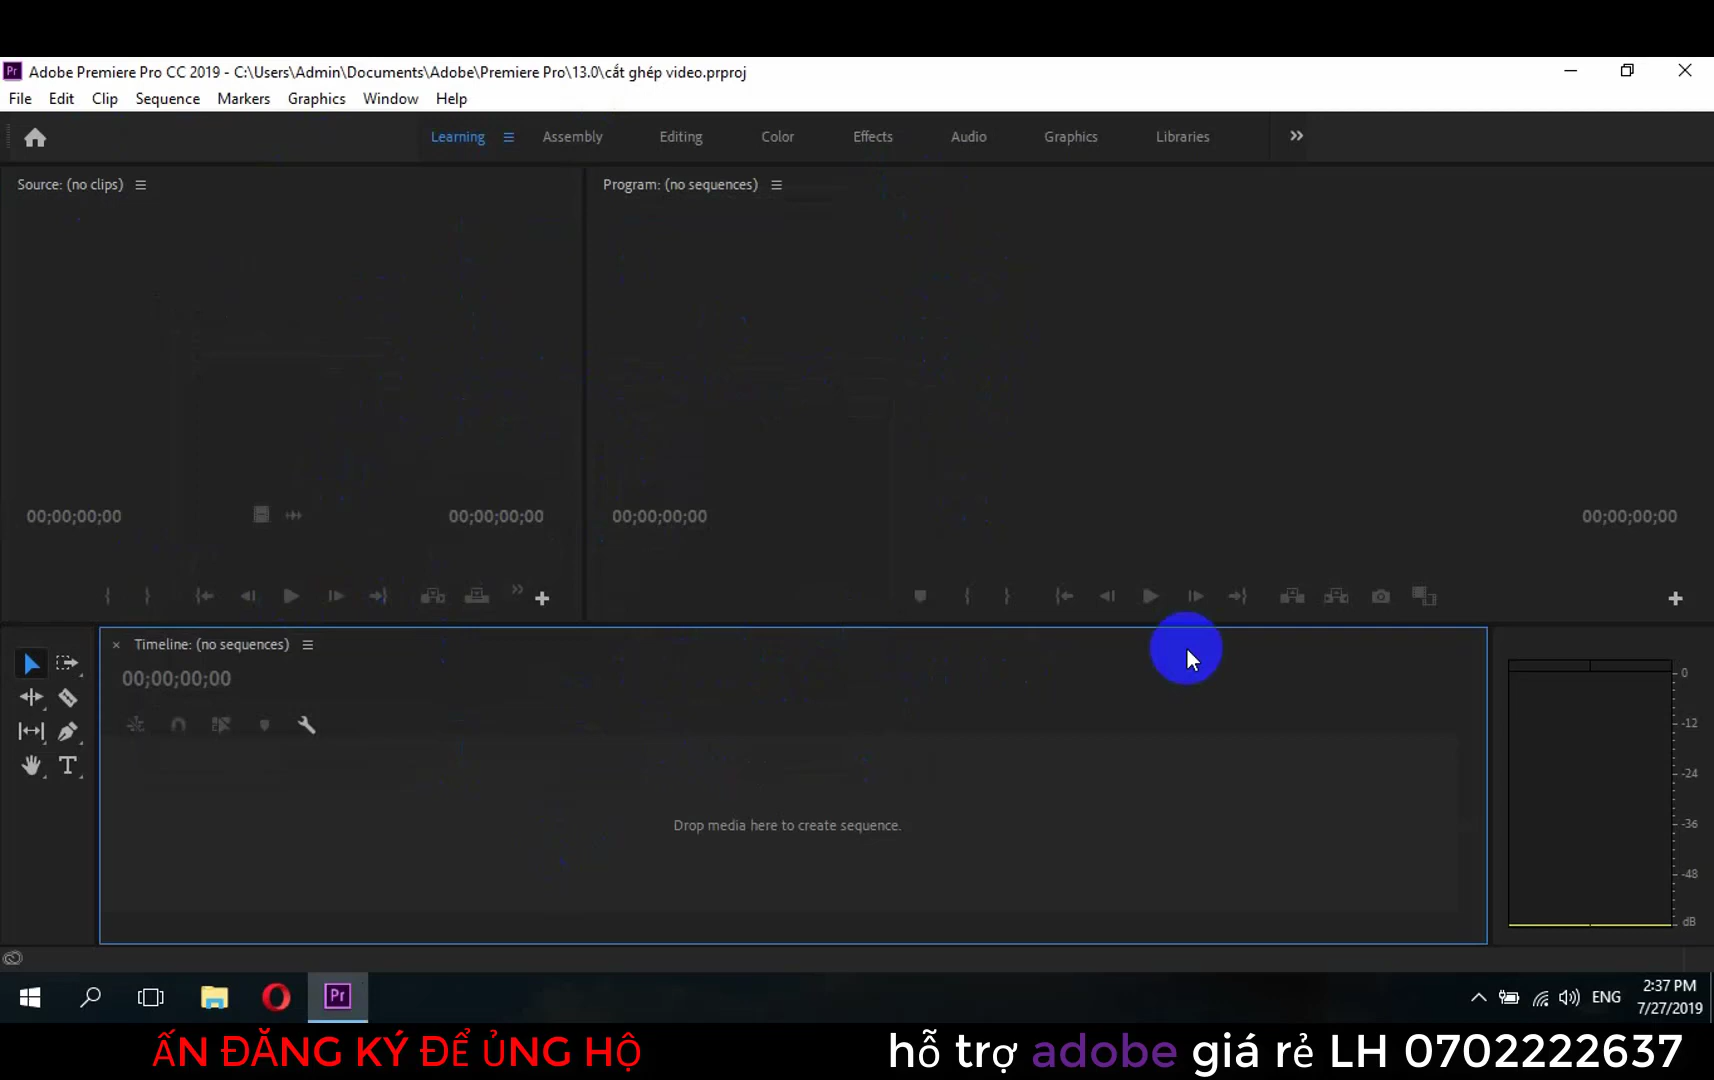 Adobe Premiere Pro CC 2019 - C:\Users\Admin\Documents\Adobe\Premiere Pro\13.0\cắt ghép video.prproj
File Edit Clip Sequence Markers Graphics Window Help
Learning Assembly Editing Color Effects Audio Graphics Libraries
Source: (no clips)
Program: (no sequences)
00;00;00;00
00;00;00;00
00;00;00;00
00;00;00;00
Timeline: (no sequences)
00;00;00;00
Drop media here to create sequence.
0
-12
-24
-36
-48
dB
Pr
ENG
2:37 PM
7/27/2019
ẤN ĐĂNG KÝ ĐỂ ỦNG HỘ
hỗ trợ adobe giá rẻ LH 0702222637